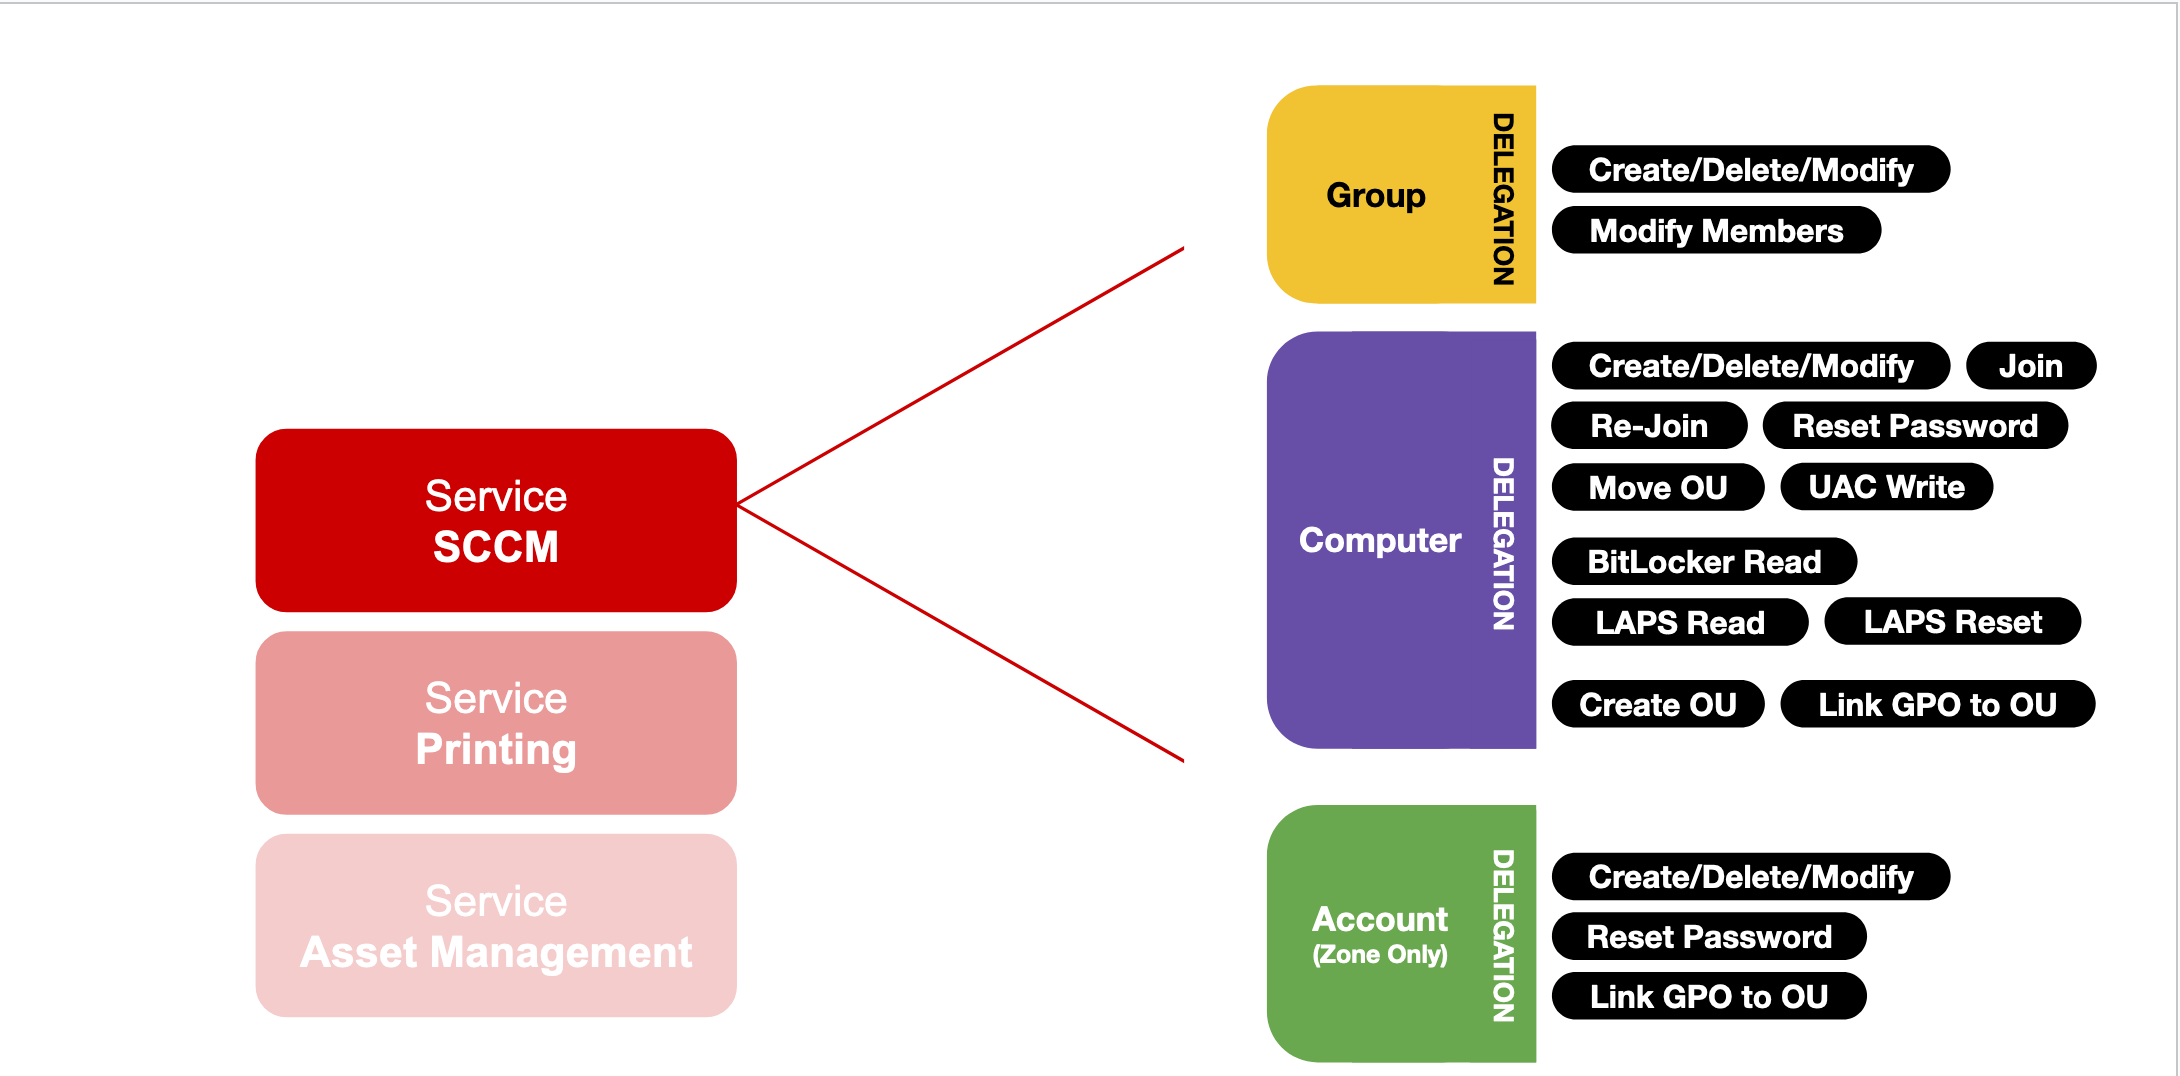 Service
SCCM
Service
Printing
Service
Asset Management
Group
DELEGATION
Create/Delete/Modify
Modify Members
Computer
DELEGATION
Create/Delete/Modify
Join
Re-Join
Reset Password
Move OU
UAC Write
BitLocker Read
LAPS Read
LAPS Reset
Create OU
Link GPO to OU
Account
(Zone Only)
DELEGATION
Create/Delete/Modify
Reset Password
Link GPO to OU